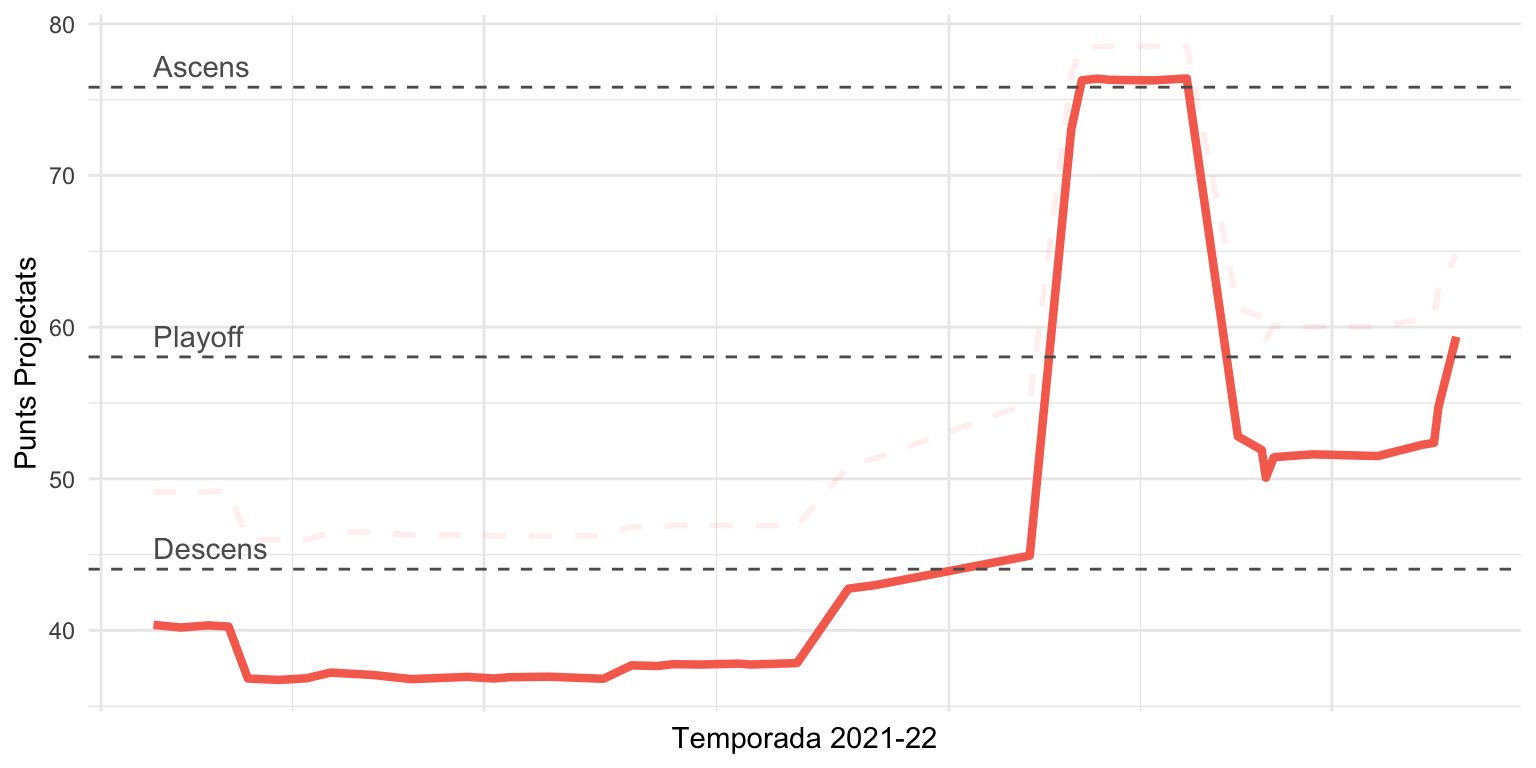 80
Ascens
70
Punts Projectats
60
Playoff
50
Descens
40
Temporada 2021-22